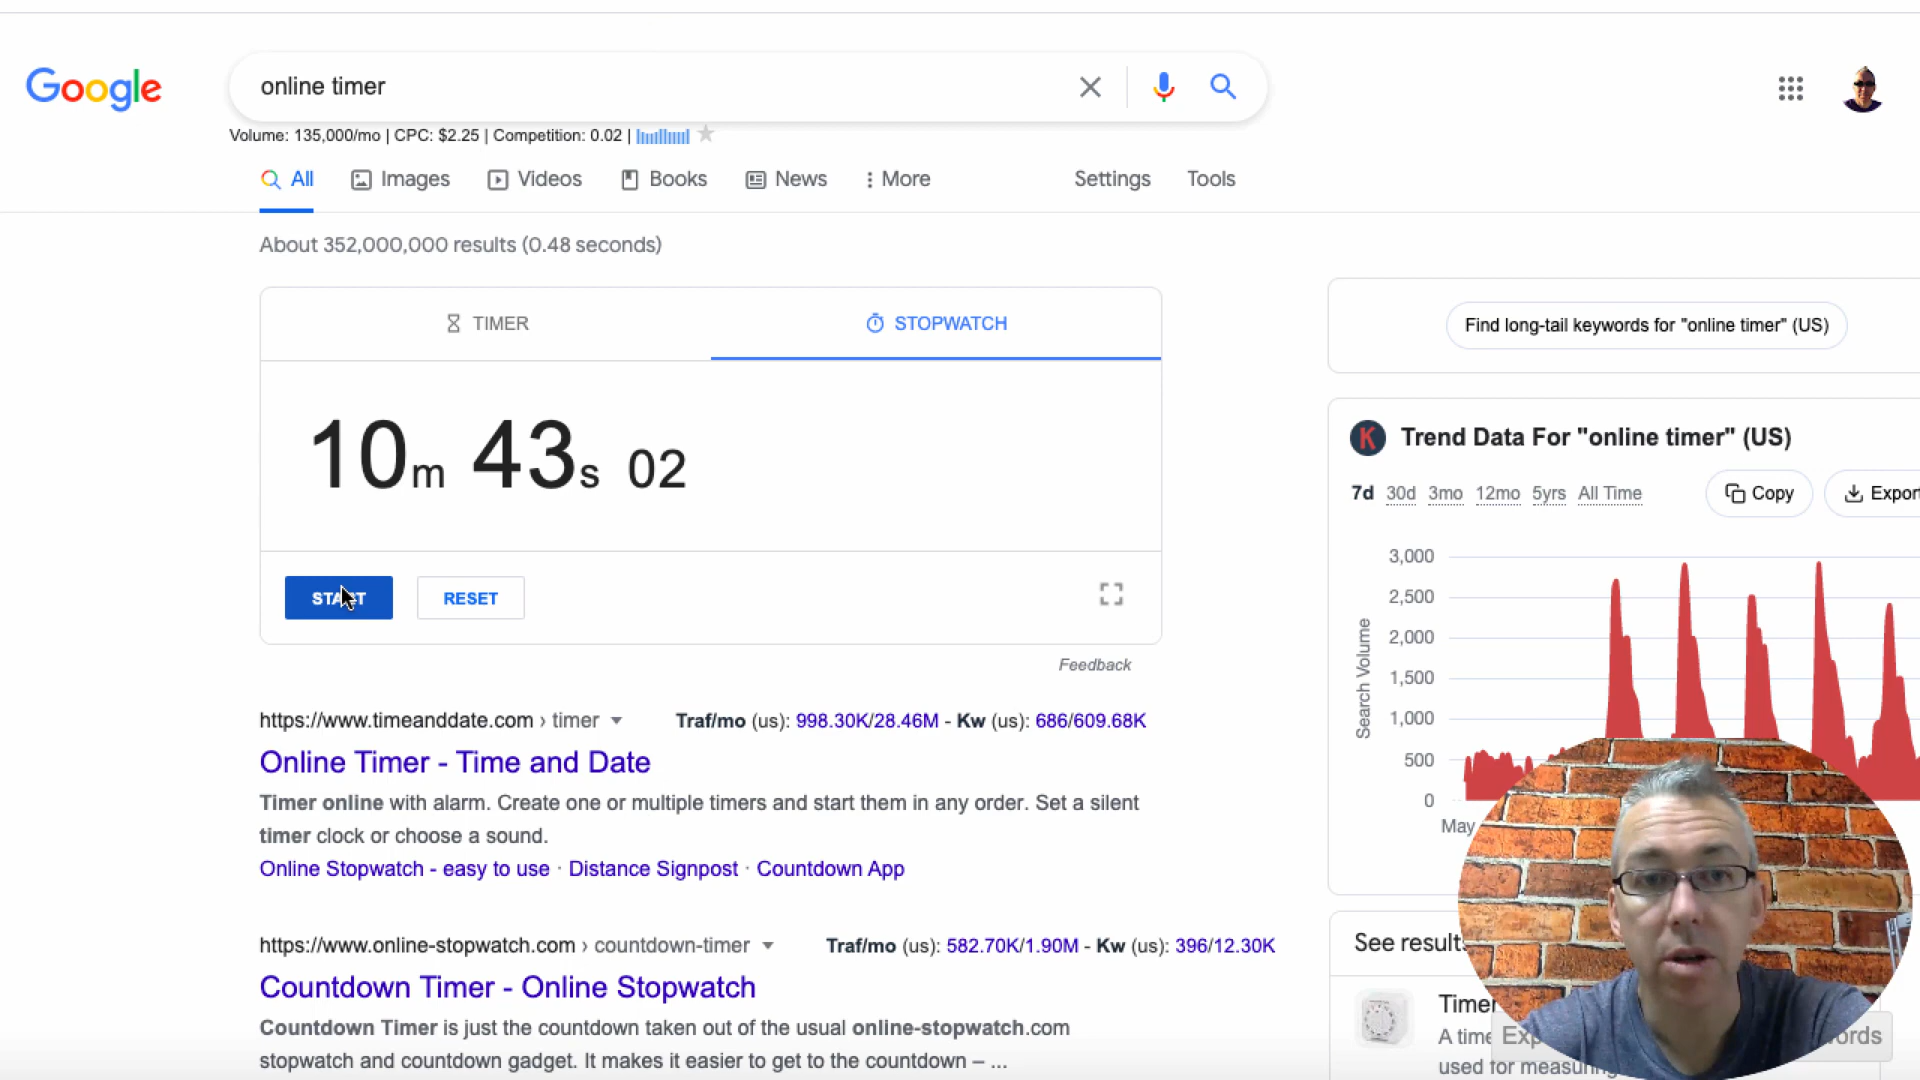 Google
online timer
Volume: 135,000/mo | CPC: $2.25 | Competition: 0.02 |
All
Images
Videos
Books
News
More
Settings
Tools
About 352,000,000 results (0.48 seconds)
TIMER
STOPWATCH
10m 43s 02
START
RESET
Feedback
https://www.timeanddate.com › timer
Traf/mo (us): 998.30K/28.46M - Kw (us): 686/609.68K
Online Timer - Time and Date
Timer online with alarm. Create one or multiple timers and start them in any order. Set a silent
timer clock or choose a sound.
Online Stopwatch - easy to use · Distance Signpost · Countdown App
https://www.online-stopwatch.com › countdown-timer
Traf/mo (us): 582.70K/1.90M - Kw (us): 396/12.30K
Countdown Timer - Online Stopwatch
Countdown Timer is just the countdown taken out of the usual online-stopwatch.com
stopwatch and countdown gadget. It makes it easier to get to the countdown – ...
Find long-tail keywords for "online timer" (US)
K
Trend Data For "online timer" (US)
7d 30d 3mo 12mo 5yrs All Time
Copy
Export
Search Volume
3,000
2,500
2,000
1,500
1,000
500
0
May
See results
Timer
A time
used for measuring